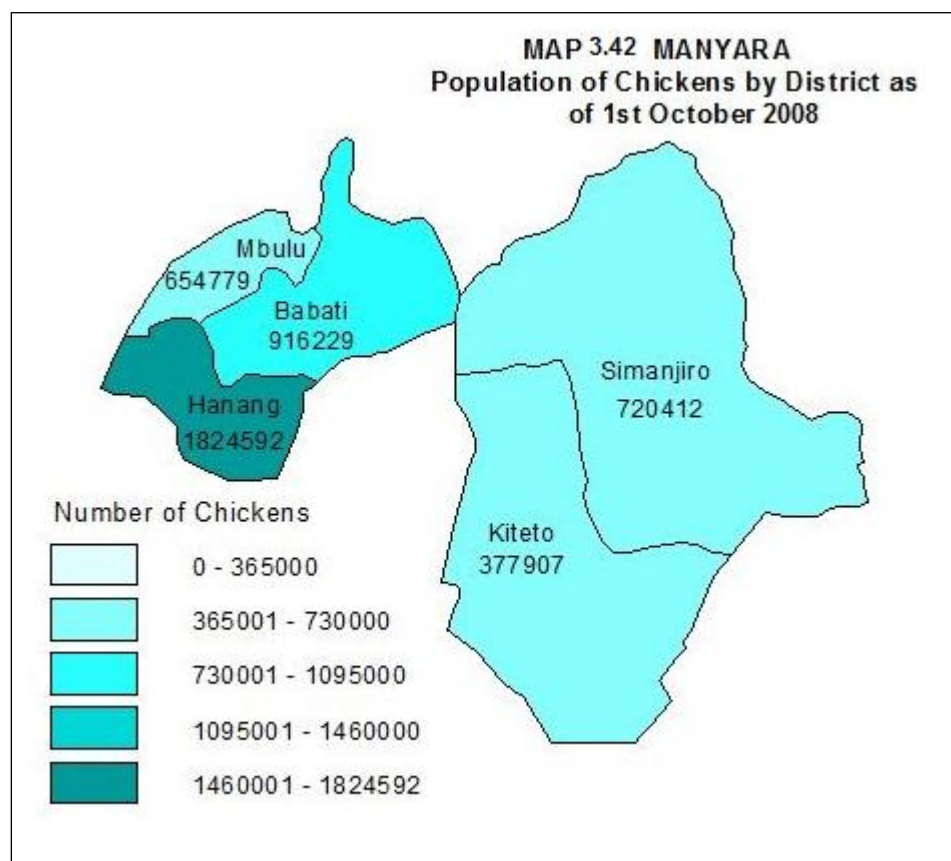 MAP 3.42 MANYARA
Population of Chickens by District as
of 1st October 2008
Mbulu
654779
Babati
916229
Hanang
1824592
Simanjiro
720412
Kiteto
377907
Number of Chickens
0 - 365000
365001 - 730000
730001 - 1095000
1095001 - 1460000
1460001 - 1824592